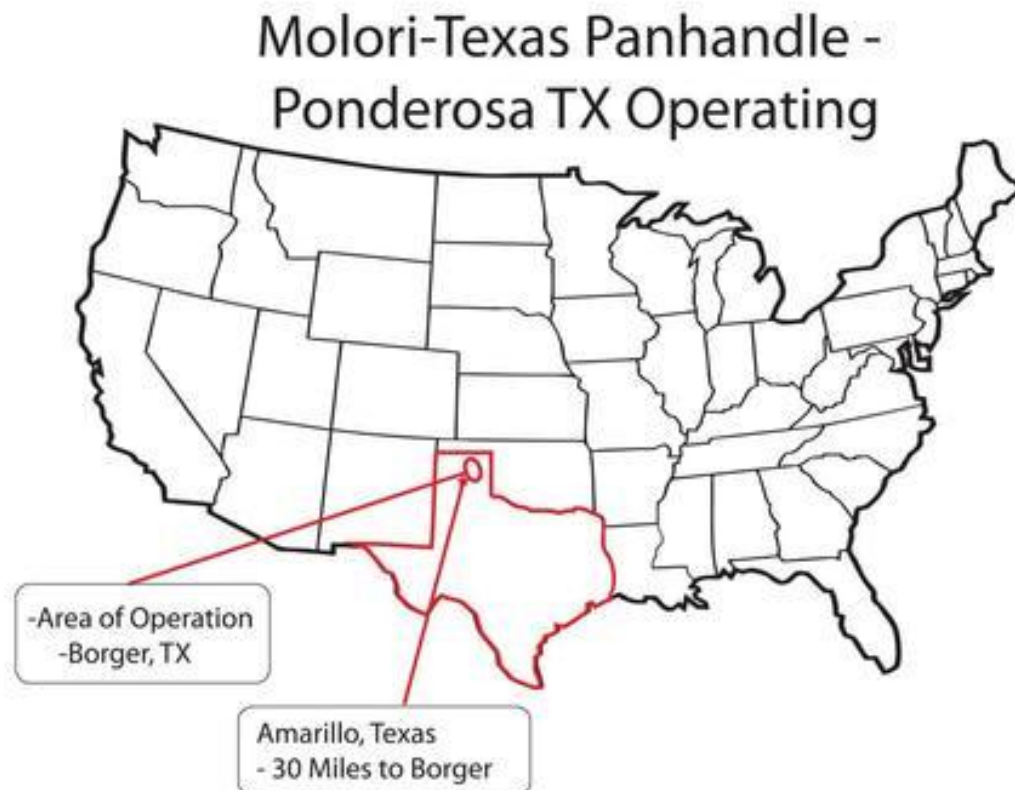 Molori-Texas Panhandle -
Ponderosa TX Operating
-Area of Operation
-Borger, TX
Amarillo, Texas
- 30 Miles to Borger